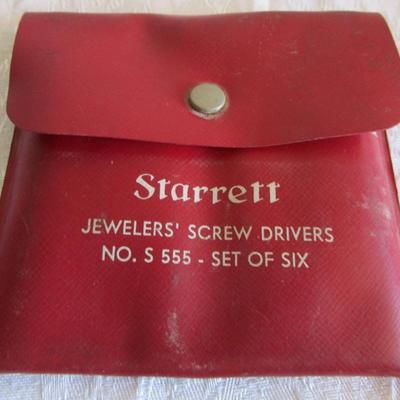 Starrett
JEWELERS' SCREW DRIVERS
NO. S 555 - SET OF SIX